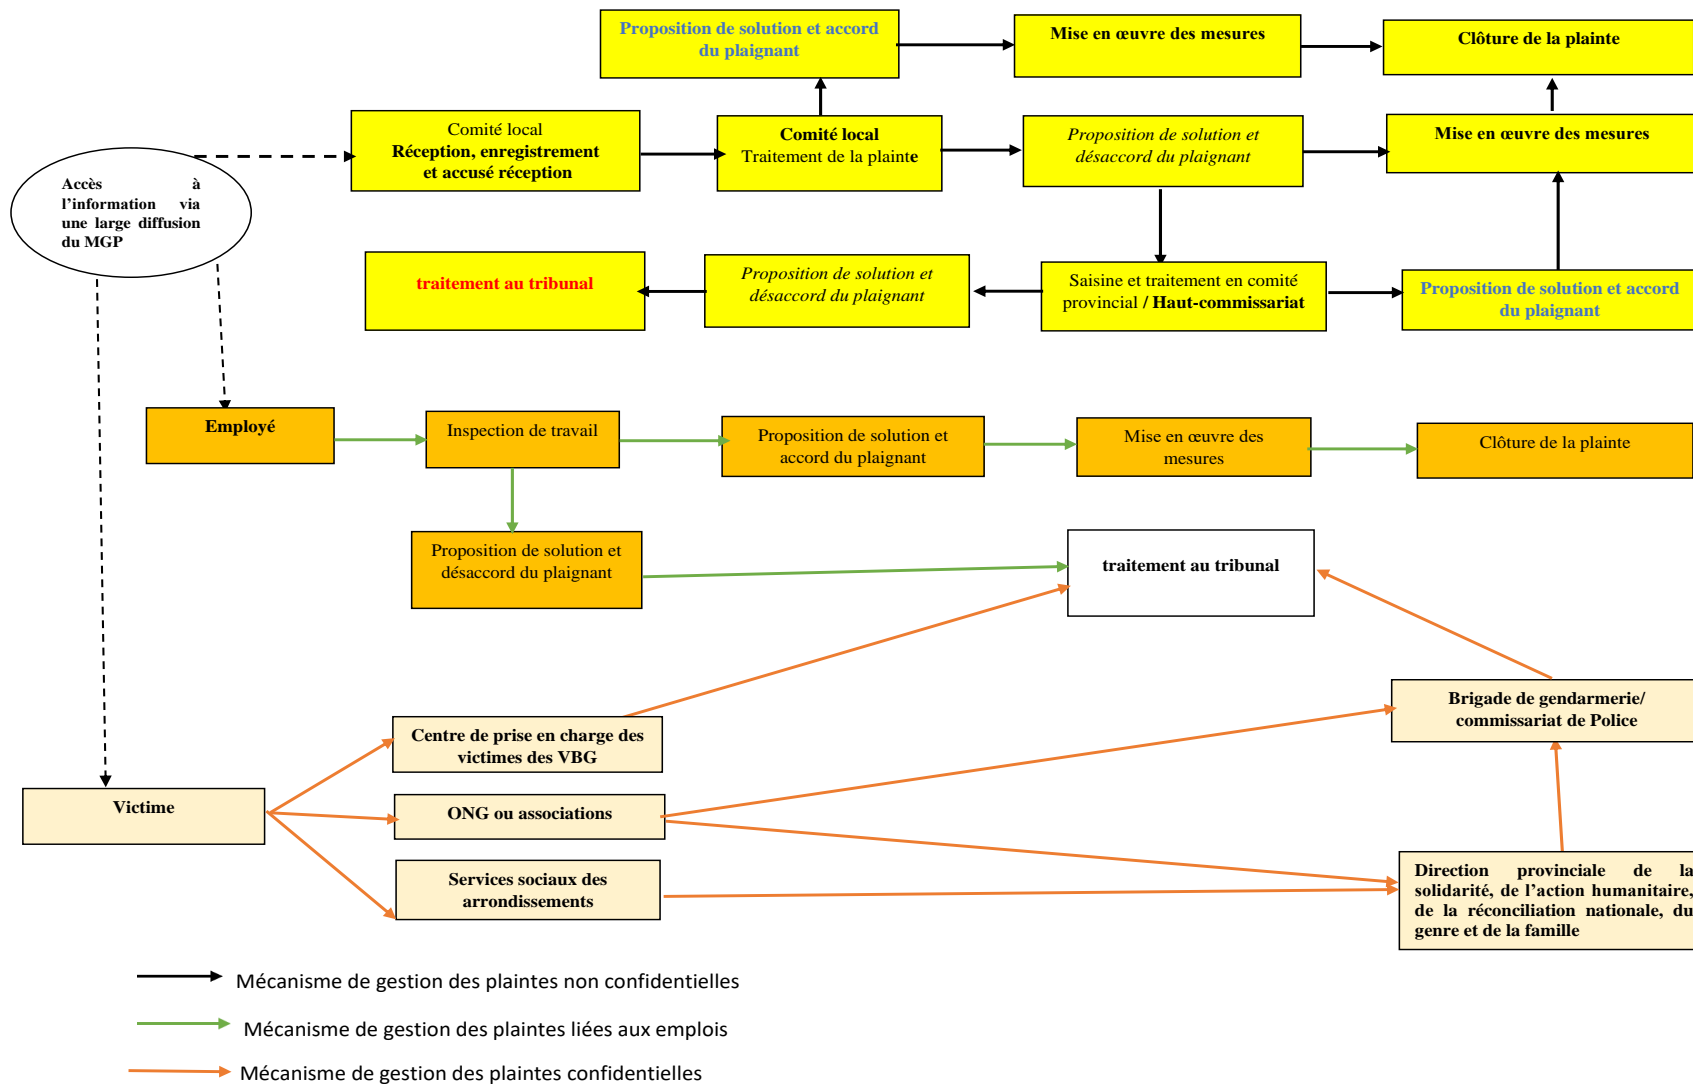 Proposition de solution et accord
du plaignant
Mise en œuvre des mesures
Clôture de la plainte
Comité local
Réception, enregistrement
et accusé réception
Comité local
Traitement de la plainte
Proposition de solution et
désaccord du plaignant
Mise en œuvre des mesures
Accès à
l'information via
une large diffusion
du MGP
traitement au tribunal
Proposition de solution et
désaccord du plaignant
Saisine et traitement en comité
provincial / Haut-commissariat
Proposition de solution et accord
du plaignant
Employé
Inspection de travail
Proposition de solution et
accord du plaignant
Mise en œuvre des
mesures
Clôture de la plainte
Proposition de solution et
désaccord du plaignant
traitement au tribunal
Centre de prise en charge des
victimes des VBG
Brigade de gendarmerie/
commissariat de Police
Victime
ONG ou associations
Services sociaux des
arrondissements
Direction provinciale de la
solidarité, de l'action humanitaire,
de la réconciliation nationale, du
genre et de la famille
Mécanisme de gestion des plaintes non confidentielles
Mécanisme de gestion des plaintes liées aux emplois
Mécanisme de gestion des plaintes confidentielles